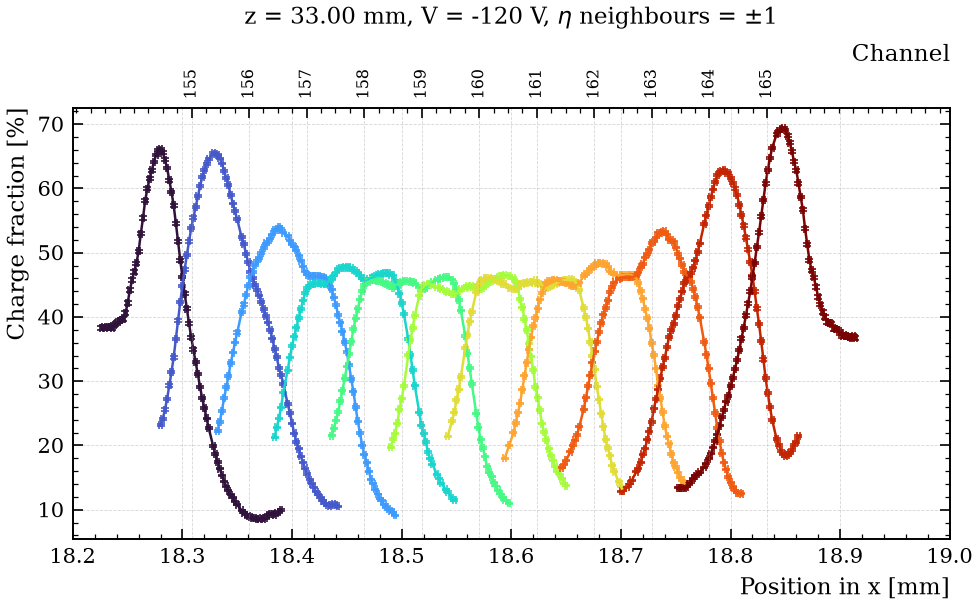 z = 33.00 mm, V = -120 V, η neighbours = ±1
Channel
155 156 157 158 159 160 161 162 163 164 165
Charge fraction [%]
70
60
50
40
30
20
10
18.2 18.3 18.4 18.5 18.6 18.7 18.8 18.9 19.0
Position in x [mm]